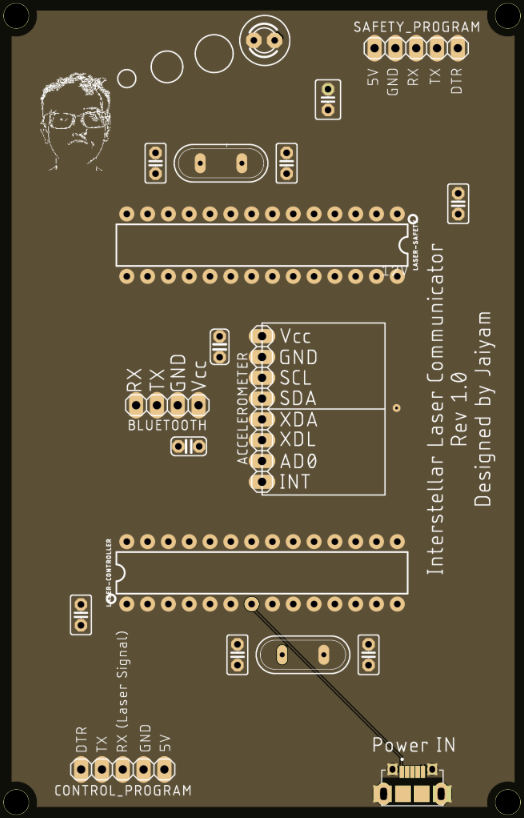 SAFETY_PROGRAM
5V
GND
RX
TX
DTR
LASER-SAFET
Interstellar Laser Communicator
Rev 1.0
Designed by Jaiyam
RX
TX
GND
Vcc
BLUETOOTH
ACCELEROMETER
Vcc
GND
SCL
SDA
XDA
XDL
AD0
INT
LASER-CONTROLLER
DTR
TX
RX (Laser Signal)
GND
5V
CONTROL_PROGRAM
Power IN